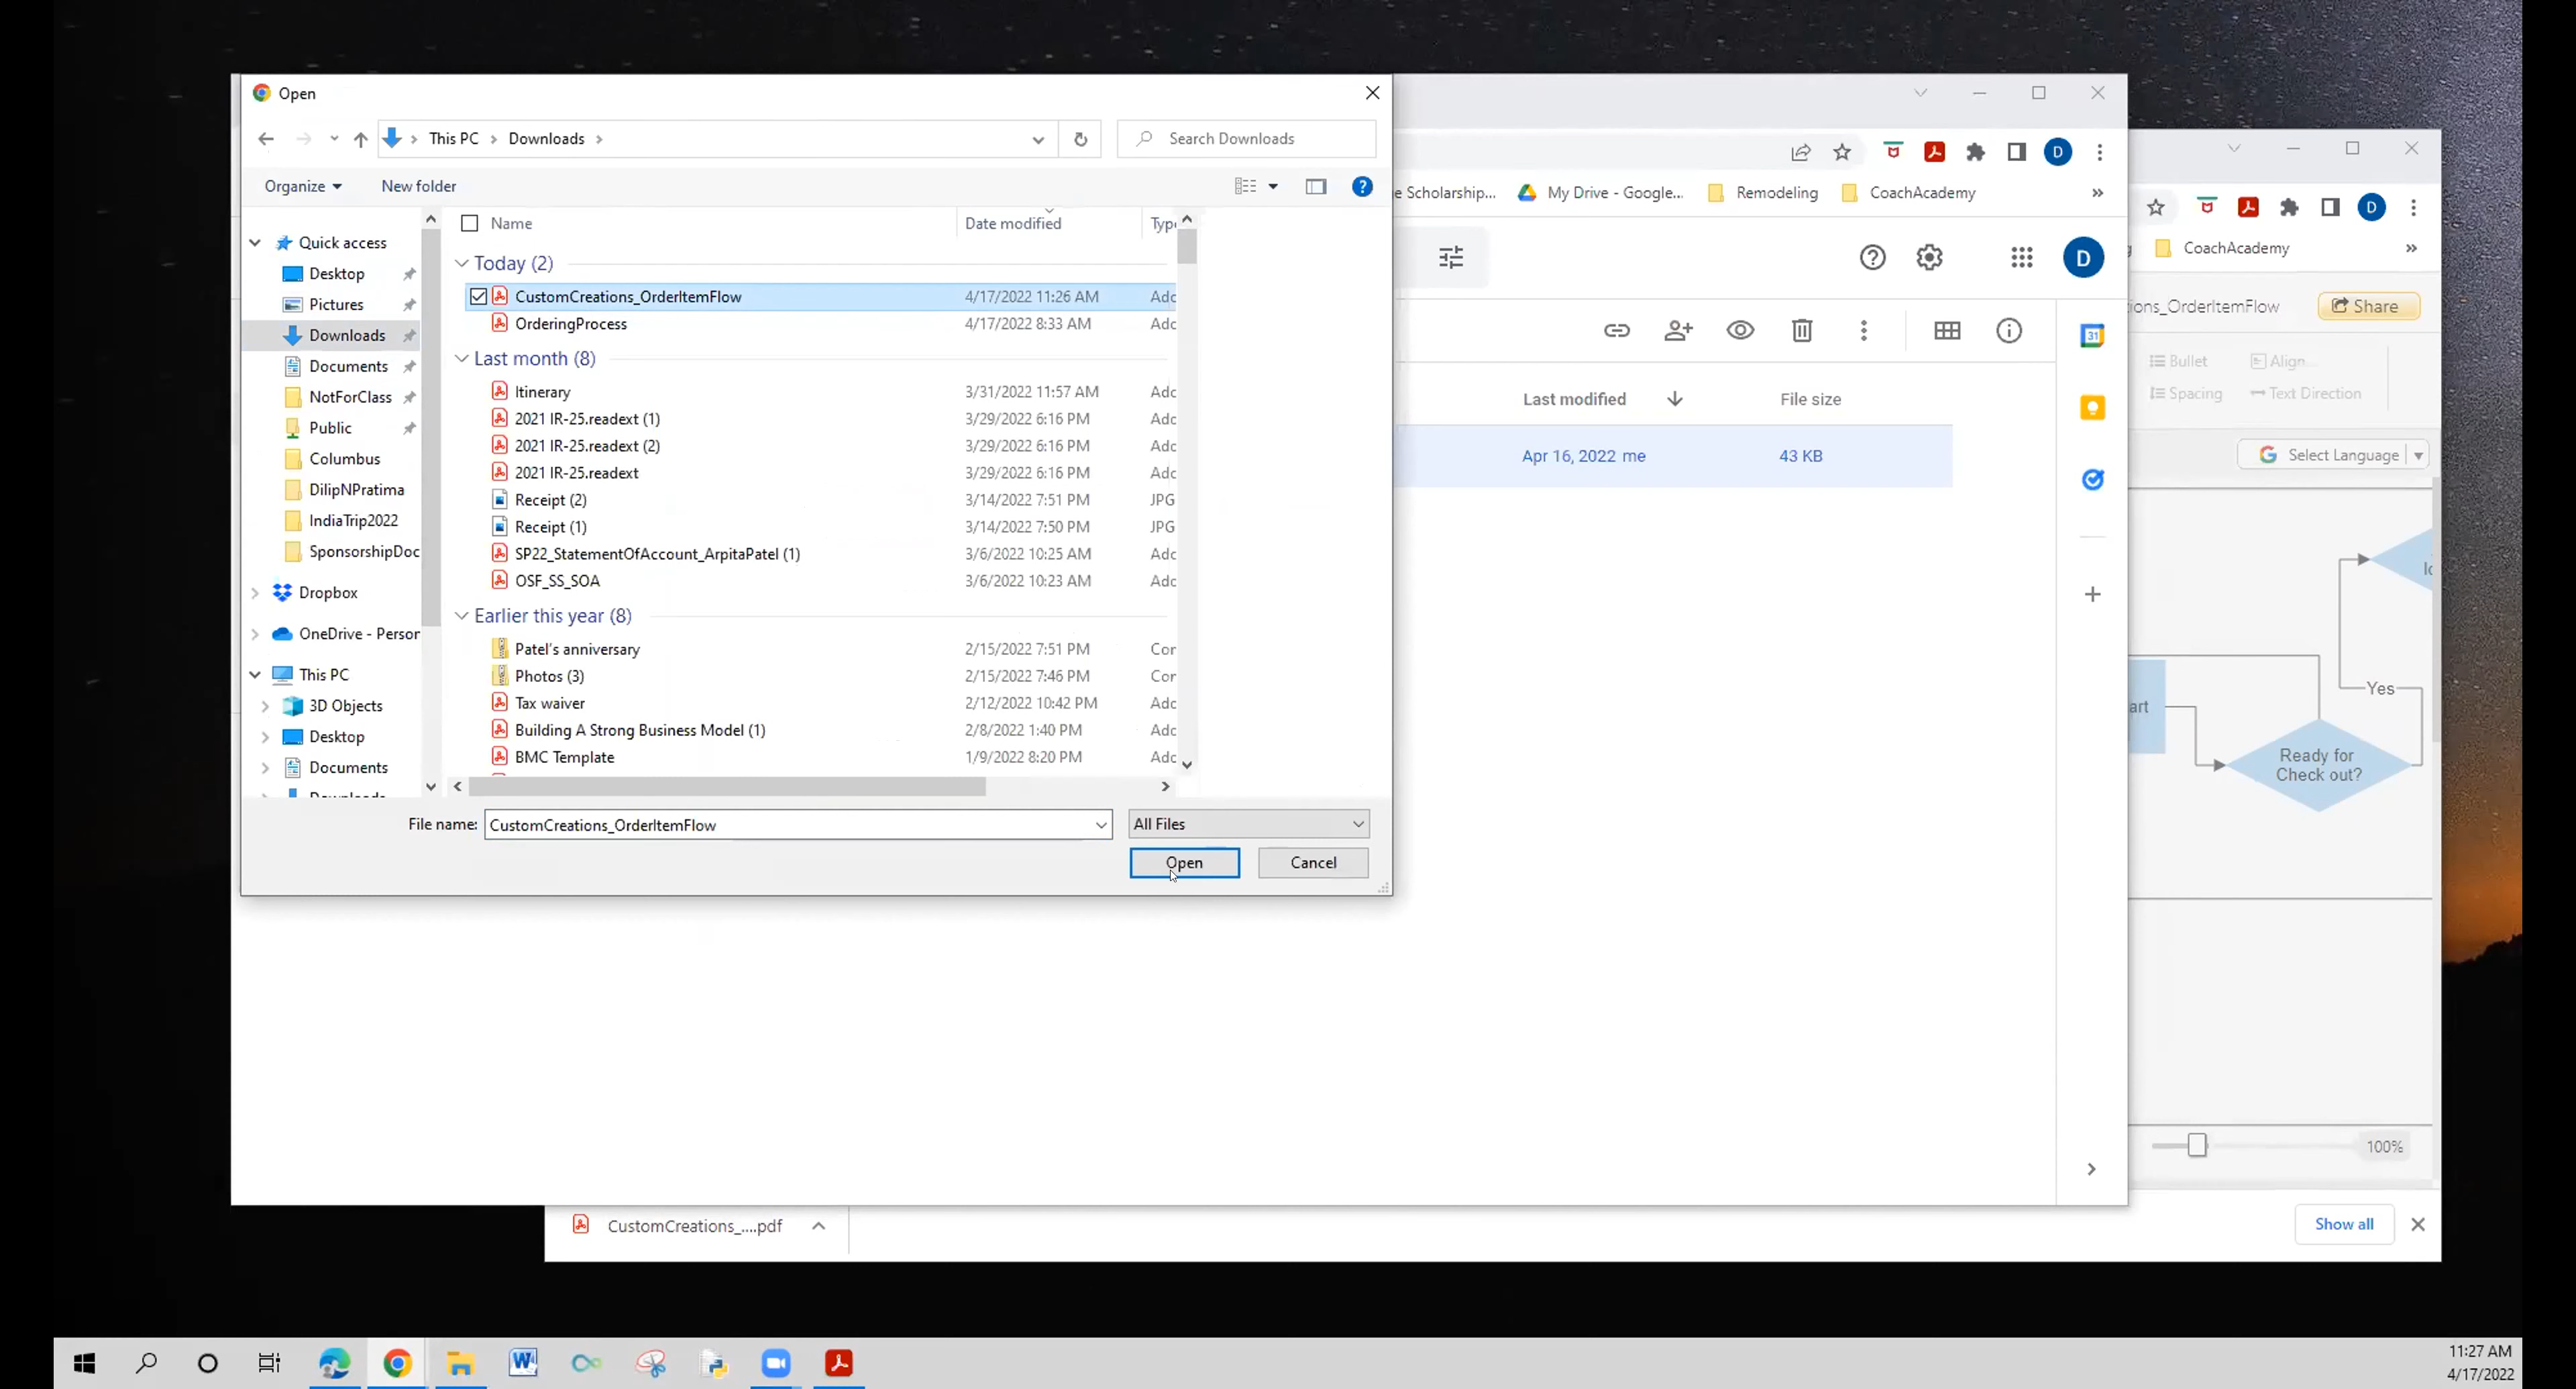 Open
This PC > Downloads >
Search Downloads
Organize
New folder
Name
Date modified
Quick access
Desktop
Pictures
Downloads
Documents
NotForClass
Public
Columbus
DilipNPratima
IndiaTrip2022
SponsorshipDoc
Dropbox
OneDrive - Person
This PC
3D Objects
Desktop
Documents
Downloads
Today (2)
CustomCreations_OrderItemFlow 4/17/2022 11:26 AM
OrderingProcess 4/17/2022 8:33 AM
Last month (8)
Itinerary 3/31/2022 11:57 AM
2021 IR-25.readext (1) 3/29/2022 6:16 PM
2021 IR-25.readext (2) 3/29/2022 6:16 PM
2021 IR-25.readext 3/29/2022 6:16 PM
Receipt (2) 3/14/2022 7:51 PM JPG
Receipt (1) 3/14/2022 7:50 PM JPG
SP22_StatementOfAccount_ArpitaPatel (1) 3/6/2022 10:25 AM
OSF_SS_SOA 3/6/2022 10:23 AM
Earlier this year (8)
Patel's anniversary 2/15/2022 7:51 PM
Photos (3) 2/15/2022 7:46 PM
Tax waiver 2/12/2022 10:42 PM
Building A Strong Business Model (1) 2/8/2022 1:40 PM
BMC Template 1/9/2022 8:20 PM
File name: CustomCreations_OrderItemFlow
All Files
Open
Cancel
D
e Scholarship...
My Drive - Google...
Remodeling
CoachAcademy
»
D
31
Last modified
File size
Apr 16, 2022 me
43 KB
D
CoachAcademy
»
ions_OrderItemFlow
Share
Bullet
Align...
Spacing
Text Direction
Select Language
Yes
art
Ready for
Check out?
100%
CustomCreations_....pdf
Show all
11:27 AM
4/17/2022